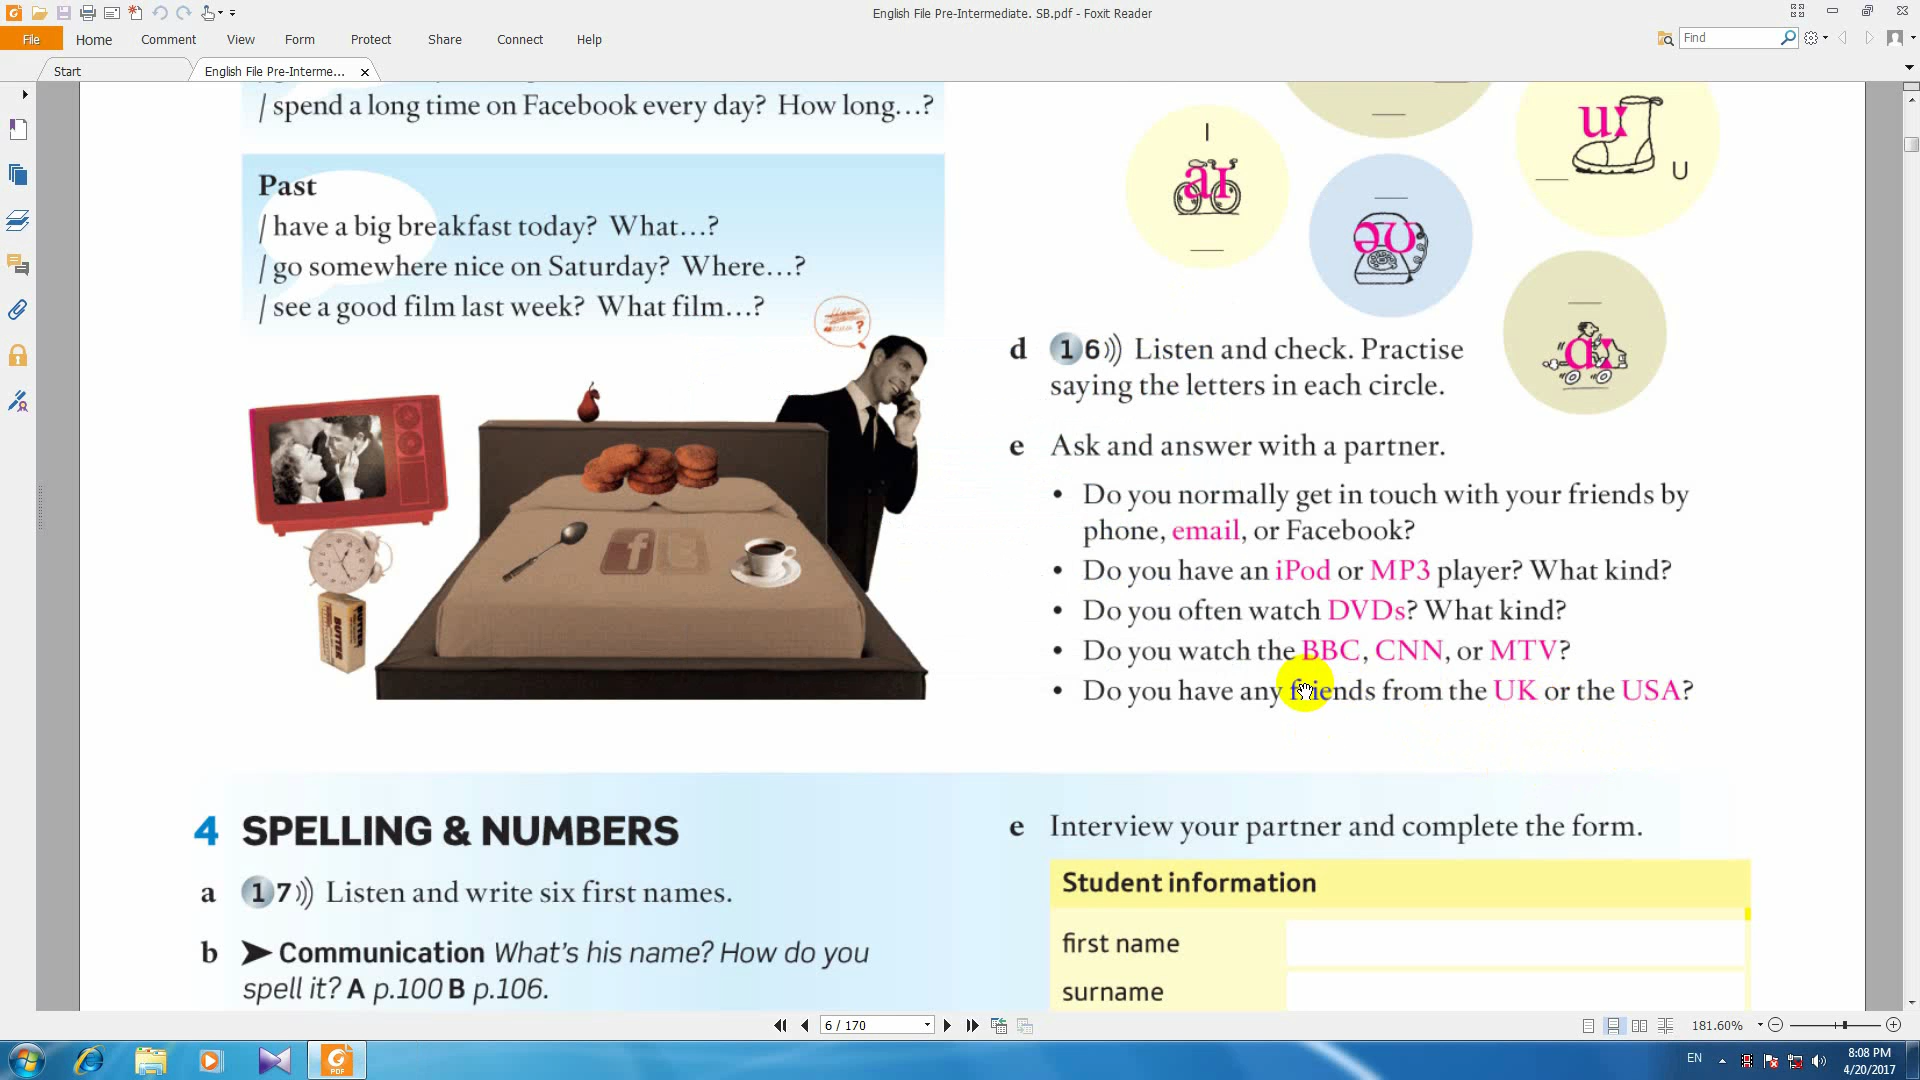 English File Pre-Intermediate. SB.pdf - Foxit Reader
File Home Comment View Form Protect Share Connect Help
Find
Start
English File Pre-Interme...
/ spend a long time on Facebook every day? How long…?
Past
/ have a big breakfast today? What…?
/ go somewhere nice on Saturday? Where…?
/ see a good film last week? What film…?
?
BUTTER
BUTTER
f t
I
aɪ
uː
U
əʊ
ɑː
d 1 6 Listen and check. Practise
saying the letters in each circle.
e Ask and answer with a partner.
• Do you normally get in touch with your friends by
phone, email, or Facebook?
• Do you have an iPod or MP3 player? What kind?
• Do you often watch DVDs? What kind?
• Do you watch the BBC, CNN, or MTV?
• Do you have any friends from the UK or the USA?
4 SPELLING & NUMBERS
a 1 7 Listen and write six first names.
b Communication What's his name? How do you
spell it? A p.100 B p.106.
e Interview your partner and complete the form.
Student information
first name
surname
6 / 170
181.60%
PDF
EN
8:08 PM
4/20/2017